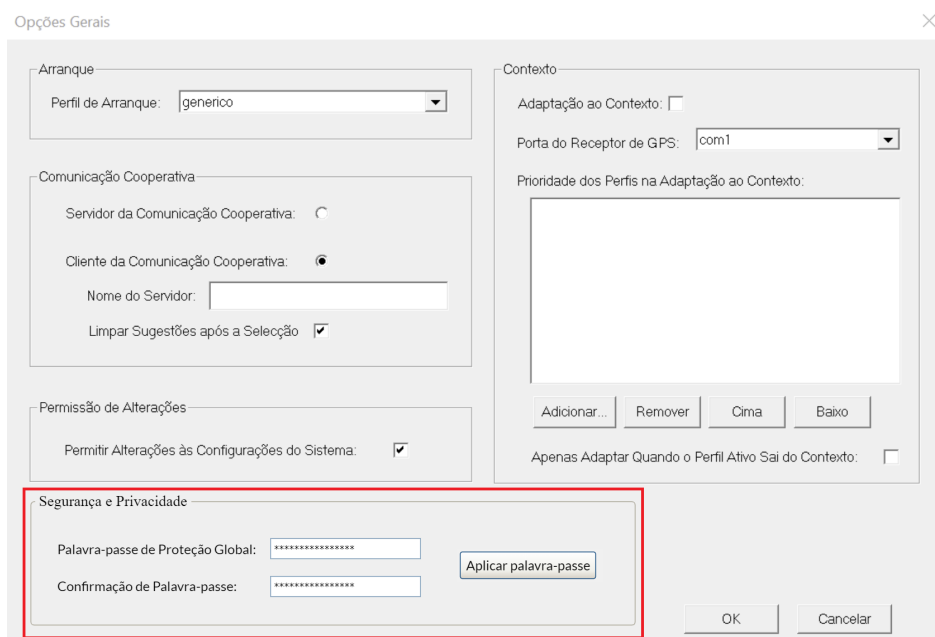 Opções Gerais
Arranque
Perfil de Arranque: generico
Comunicação Cooperativa
Servidor da Comunicação Cooperativa:
Cliente da Comunicação Cooperativa:
Nome do Servidor:
Limpar Sugestões após a Selecção
Permissão de Alterações
Permitir Alterações às Configurações do Sistema:
Contexto
Adaptação ao Contexto:
Porta do Receptor de GPS: com1
Prioridade dos Perfis na Adaptação ao Contexto:
Adicionar... Remover Cima Baixo
Apenas Adaptar Quando o Perfil Ativo Sai do Contexto:
Segurança e Privacidade
Palavra-passe de Proteção Global: ****************
Confirmação de Palavra-passe: ****************
Aplicar palavra-passe
OK Cancelar